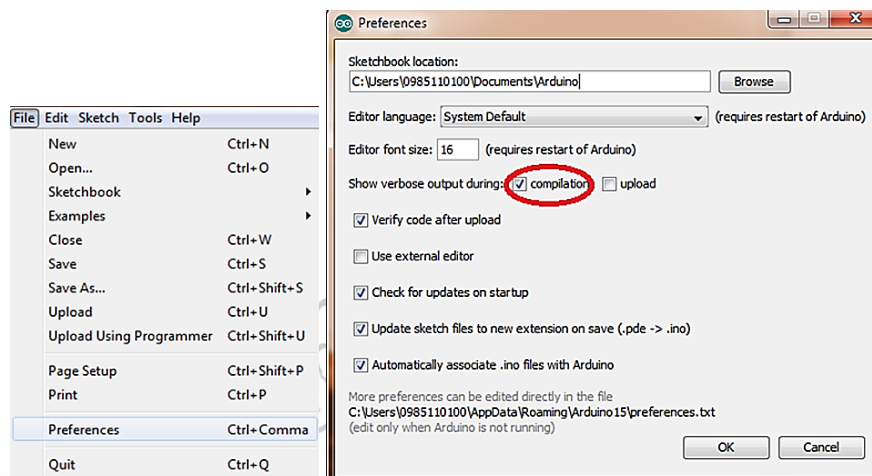 File Edit Sketch Tools Help
New Ctrl+N
Open... Ctrl+O
Sketchbook
Examples
Close Ctrl+W
Save Ctrl+S
Save As... Ctrl+Shift+S
Upload Ctrl+U
Upload Using Programmer Ctrl+Shift+U
Page Setup Ctrl+Shift+P
Print Ctrl+P
Preferences Ctrl+Comma
Quit Ctrl+Q
Preferences
Sketchbook location:
C:\Users\0985110100\Documents\Arduino
Browse
Editor language: System Default (requires restart of Arduino)
Editor font size: 16 (requires restart of Arduino)
Show verbose output during: compilation upload
Verify code after upload
Use external editor
Check for updates on startup
Update sketch files to new extension on save (.pde -> .ino)
Automatically associate .ino files with Arduino
More preferences can be edited directly in the file
C:\Users\0985110100\AppData\Roaming\Arduino15\preferences.txt
(edit only when Arduino is not running)
OK Cancel